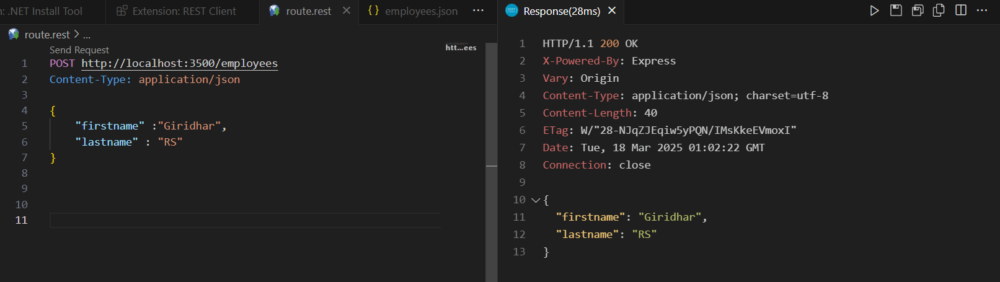 : .NET Install Tool
Extension: REST Client
route.rest
{} employees.json
...
Response(28ms)
...
route.rest > ...
Send Request
htt...ees
1 POST http://localhost:3500/employees
2 Content-Type: application/json
3
4 {
5 "firstname" :"Giridhar",
6 "lastname" : "RS"
7 }
8
9
10
11
1 HTTP/1.1 200 OK
2 X-Powered-By: Express
3 Vary: Origin
4 Content-Type: application/json; charset=utf-8
5 Content-Length: 40
6 ETag: W/"28-NJqZJEqiw5yPQN/IMsKkeEVmoxI"
7 Date: Tue, 18 Mar 2025 01:02:22 GMT
8 Connection: close
9
10 {
11 "firstname": "Giridhar",
12 "lastname": "RS"
13 }